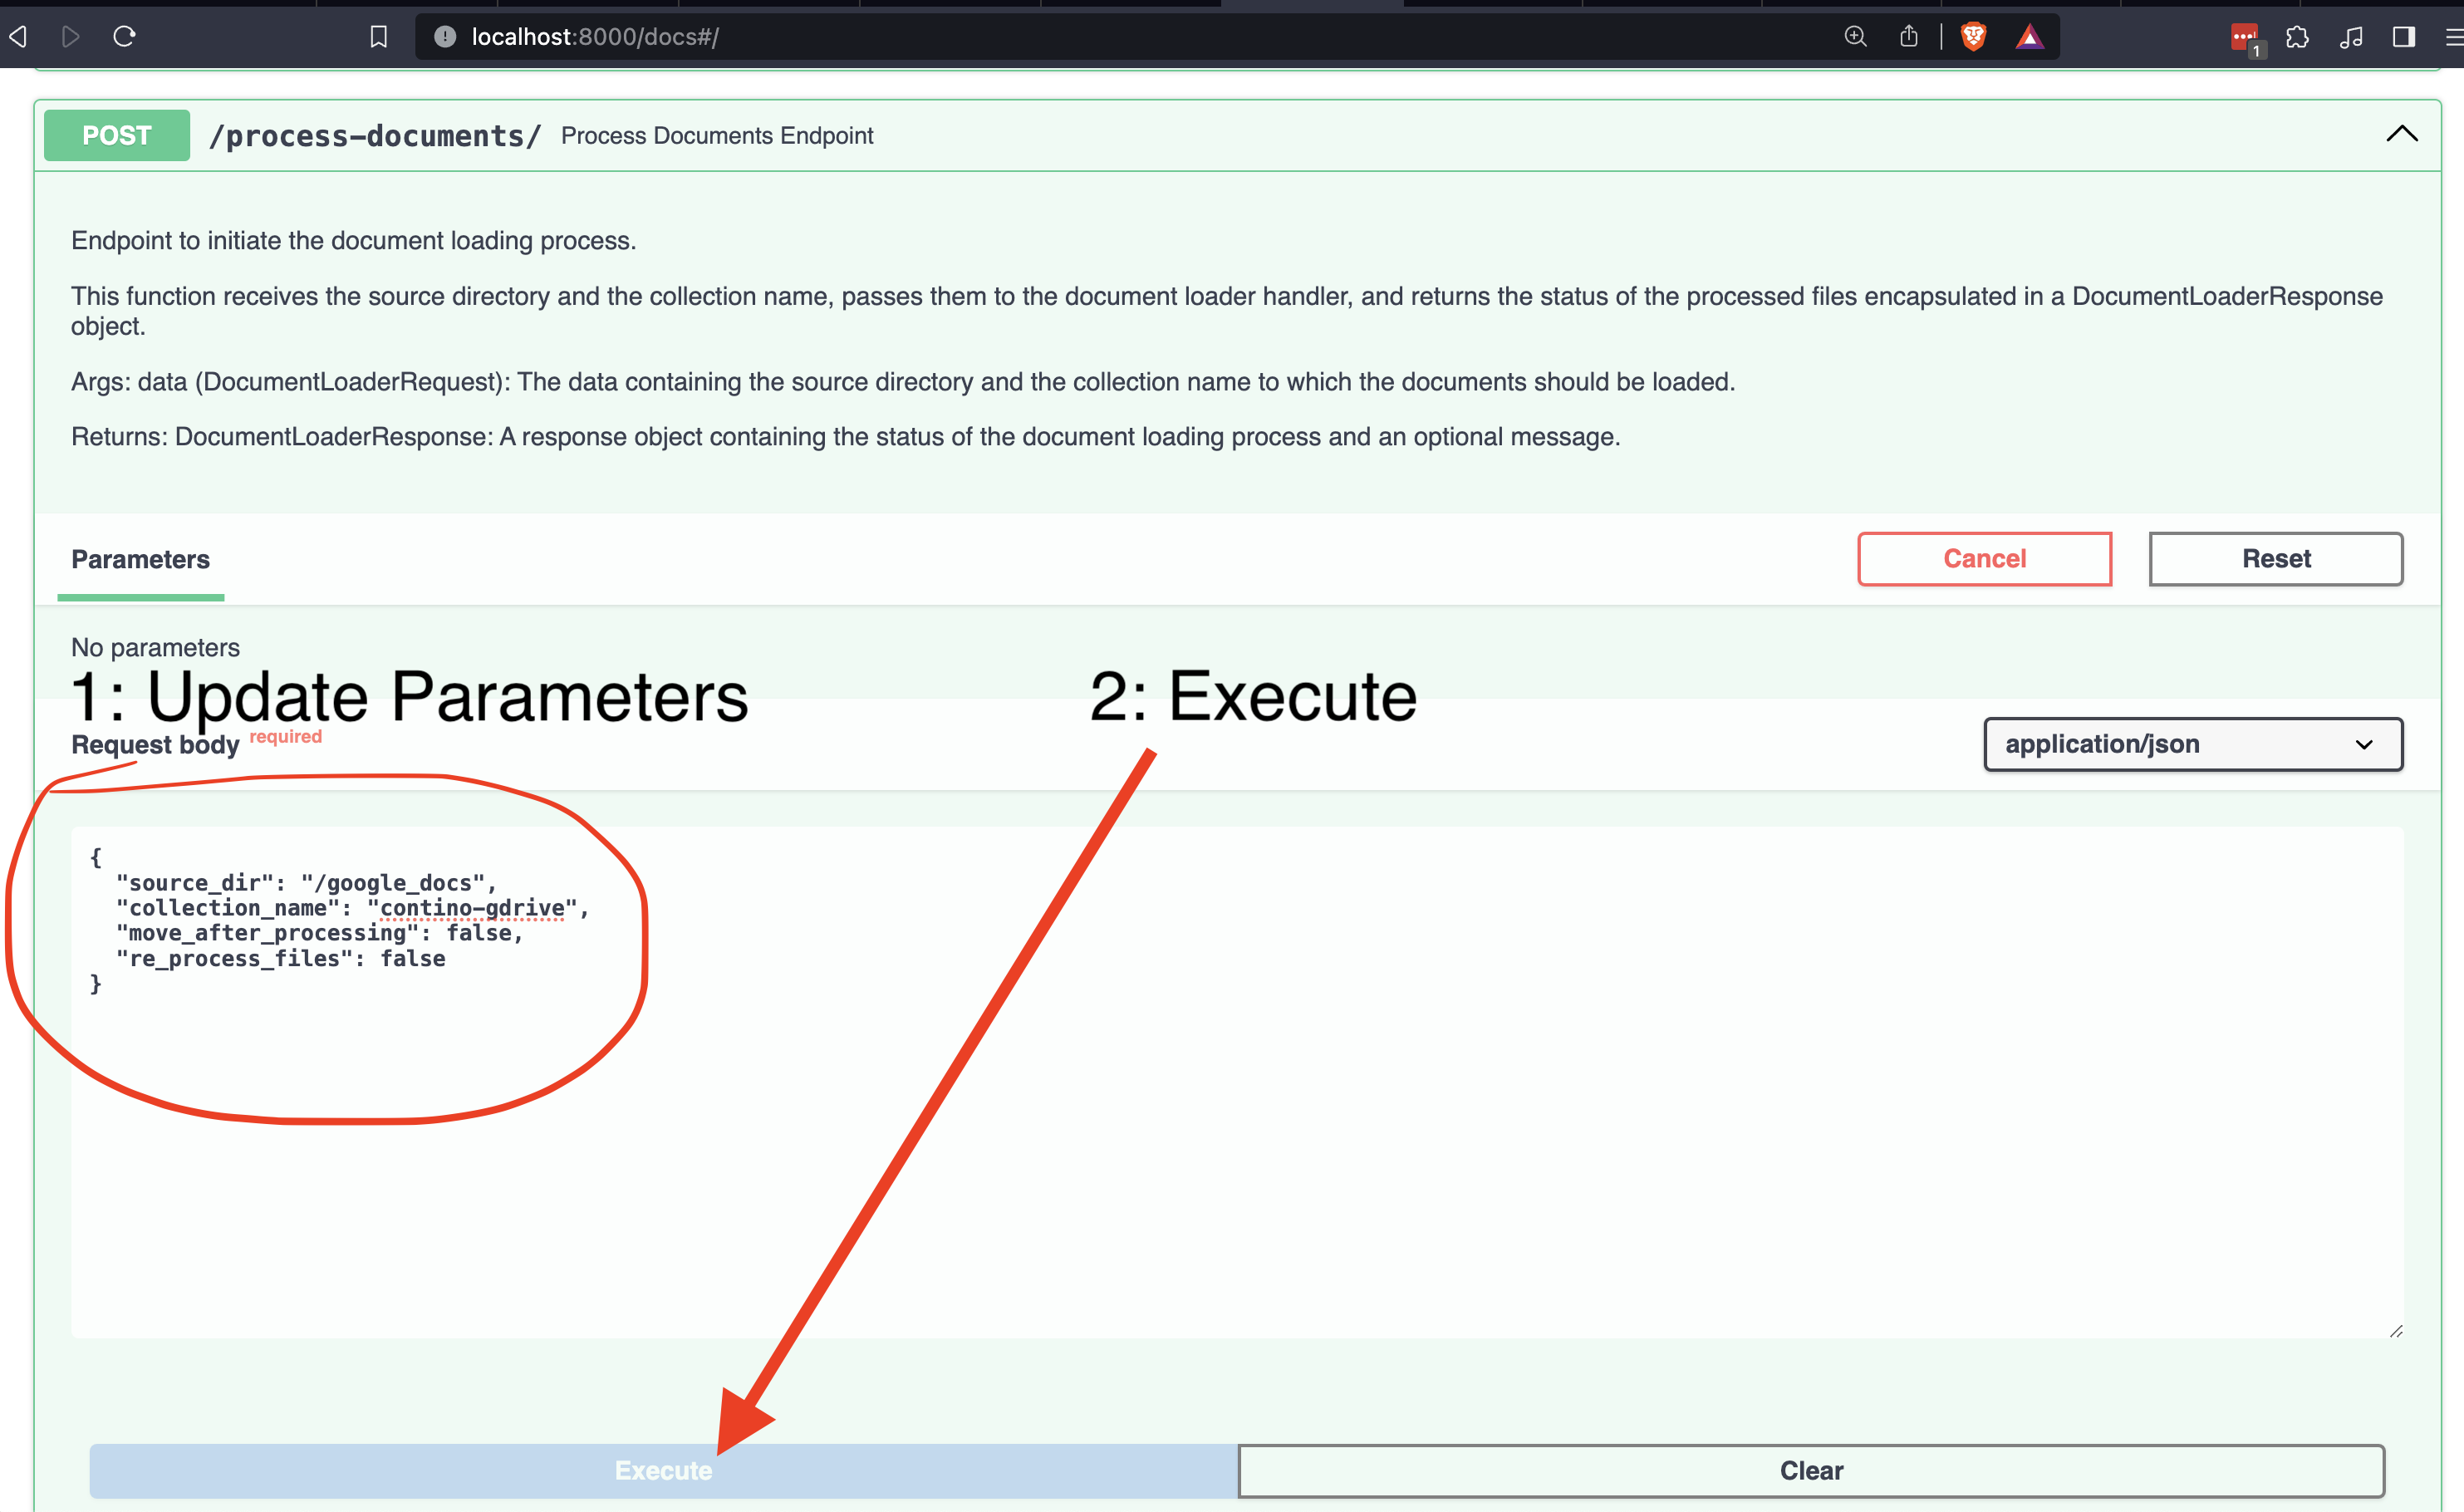 localhost:8000/docs#/
1
POST /process-documents/ Process Documents Endpoint
Endpoint to initiate the document loading process.
This function receives the source directory and the collection name, passes them to the document loader handler, and returns the status of the processed files encapsulated in a DocumentLoaderResponse
object.
Args: data (DocumentLoaderRequest): The data containing the source directory and the collection name to which the documents should be loaded.
Returns: DocumentLoaderResponse: A response object containing the status of the document loading process and an optional message.
Parameters
Cancel
Reset
No parameters
1: Update Parameters
2: Execute
Request body required
application/json
{
"source_dir": "/google_docs",
"collection_name": "contino-gdrive",
"move_after_processing": false,
"re_process_files": false
}
Execute
Clear